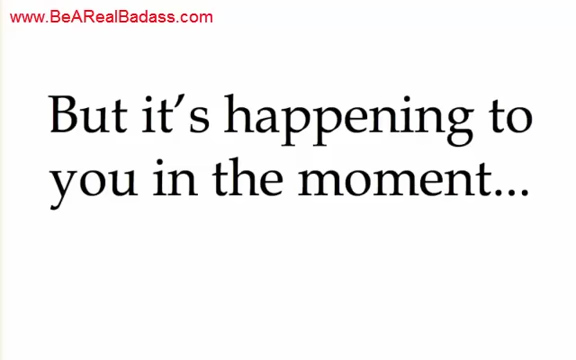 www.BeARealBadass.com
But it’s happening to
you in the moment...